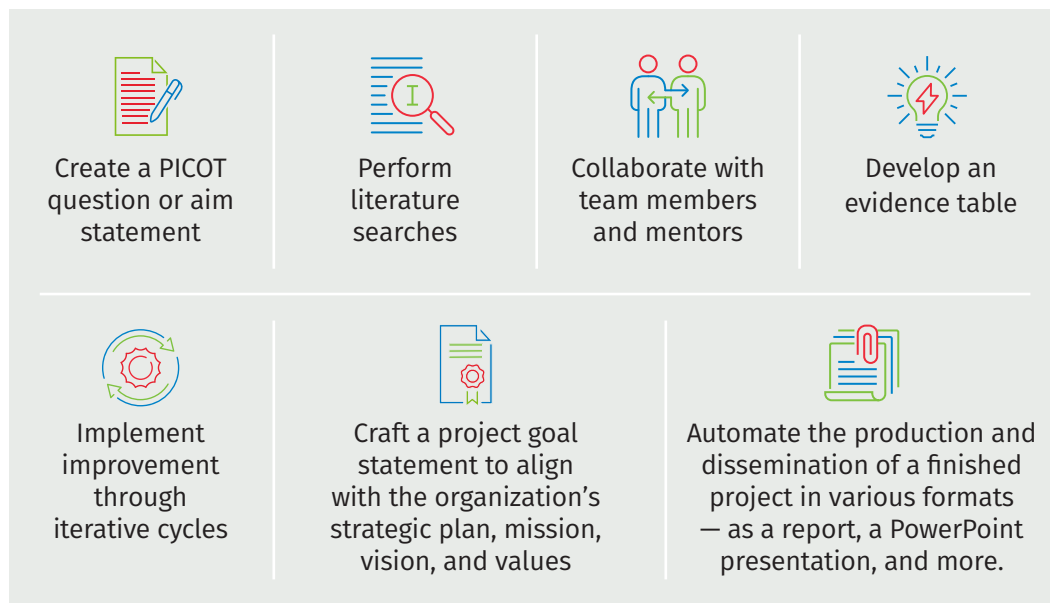 Create a PICOT
question or aim
statement
Perform
literature
searches
Collaborate with
team members
and mentors
Develop an
evidence table
Implement
improvement
through
iterative cycles
Craft a project goal
statement to align
with the organization’s
strategic plan, mission,
vision, and values
Automate the production and
dissemination of a finished
project in various formats
— as a report, a PowerPoint
presentation, and more.